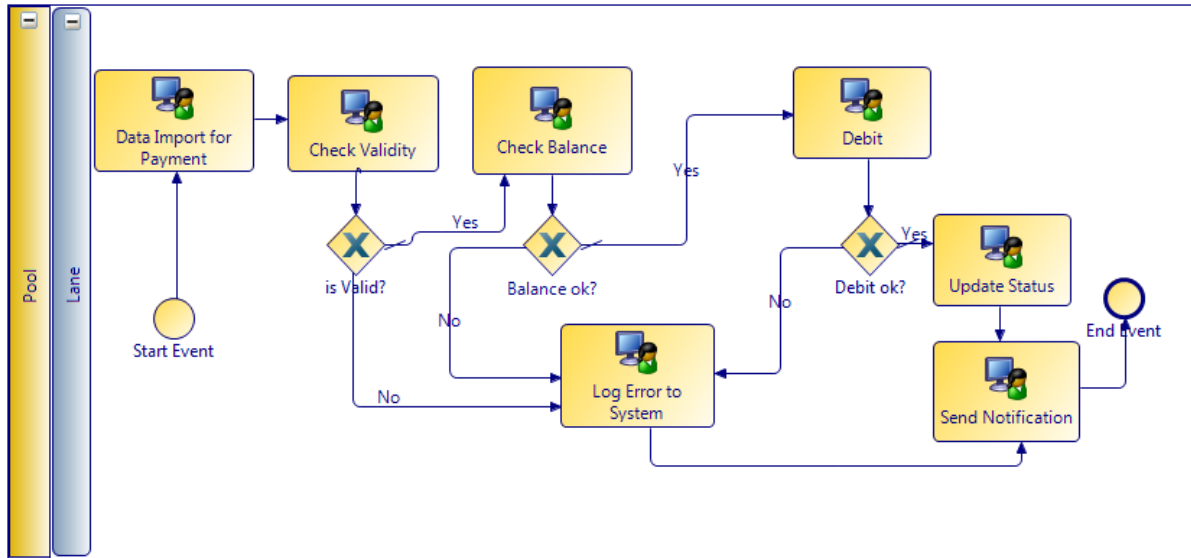 Pool
Lane
Data Import for
Payment
Check Validity
Check Balance
Debit
Yes
Yes
Yes
is Valid?
Balance ok?
Debit ok?
Update Status
Start Event
No
No
No
End Event
Log Error to
System
Send Notification